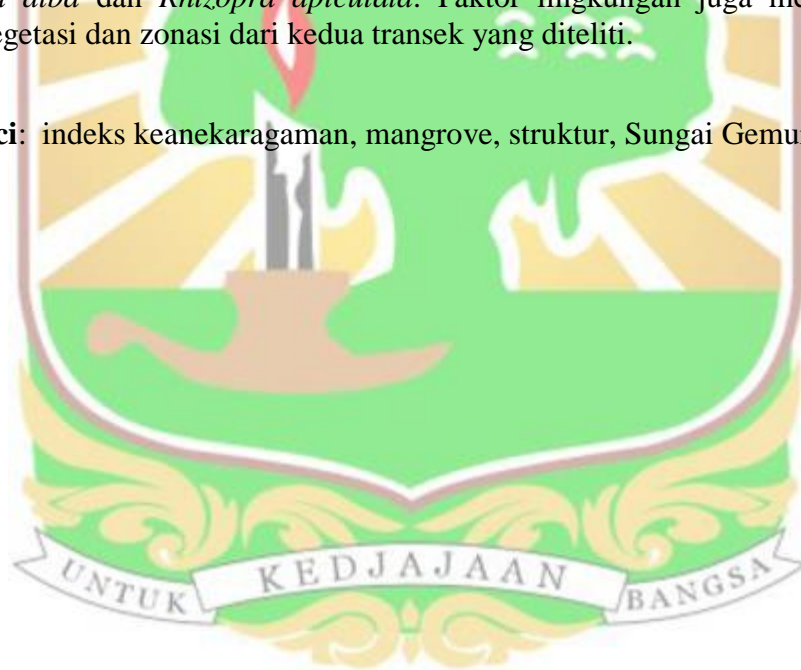 alba dan Rhizopra apiculata. Faktor lingkungan juga
egetasi dan zonasi dari kedua transek yang diteliti.
ci: indeks keanekaragaman, mangrove, struktur, Sungai Gemu
UNTUK KEDJAJAAN BANGSA